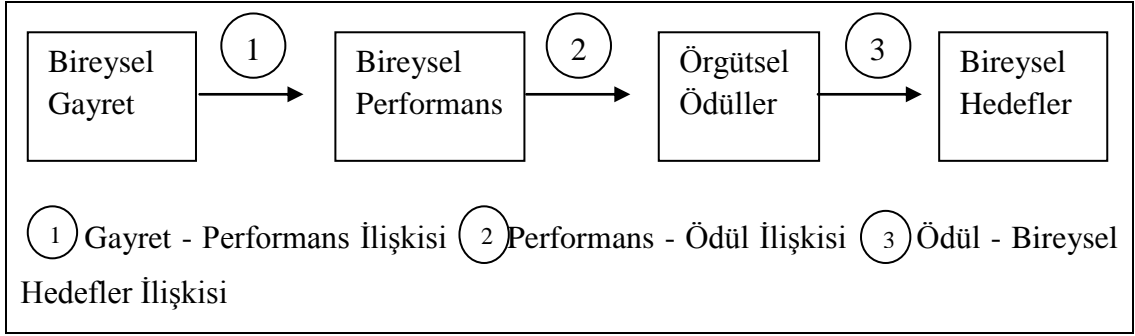 1 2 3
Bireysel Gayret
Bireysel Performans
Örgütsel Ödüller
Bireysel Hedefler
1 Gayret - Performans İlişkisi 2 Performans - Ödül İlişkisi 3 Ödül - Bireysel
Hedefler İlişkisi